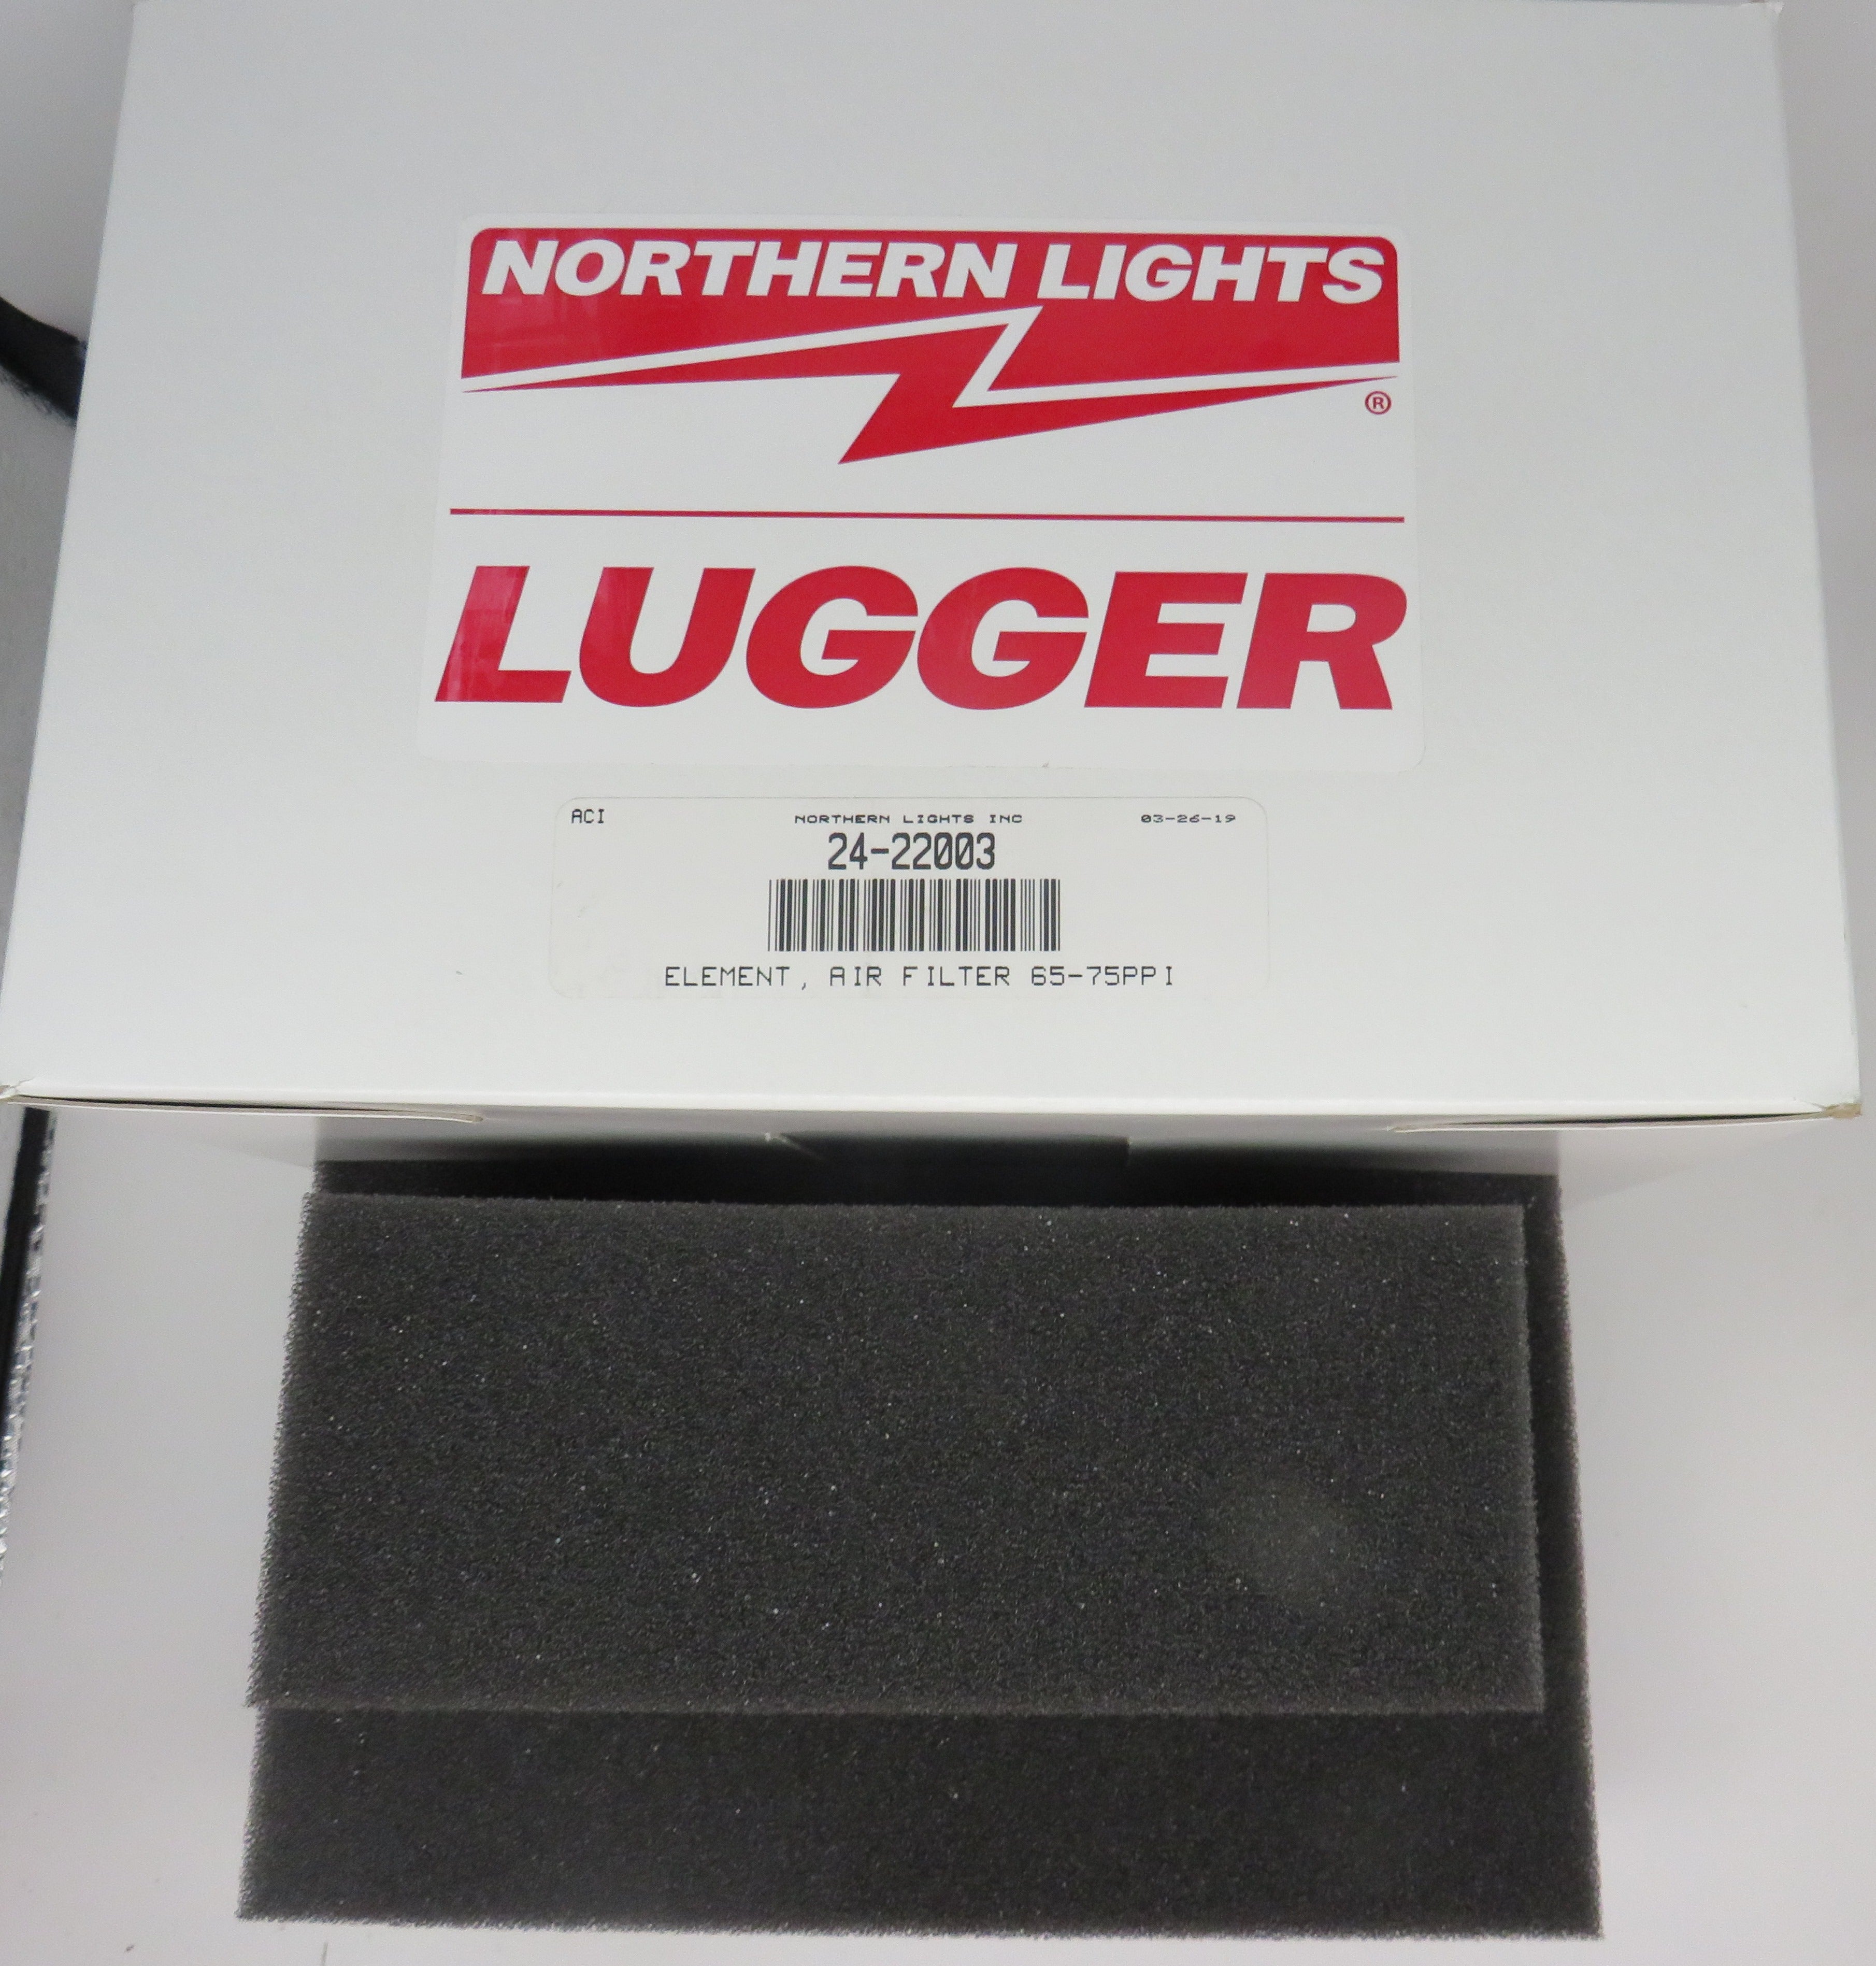 NORTHERN LIGHTS
®
LUGGER
ACI NORTHERN LIGHTS INC 03-26-19
24-22003
ELEMENT, AIR FILTER 65-75PPI